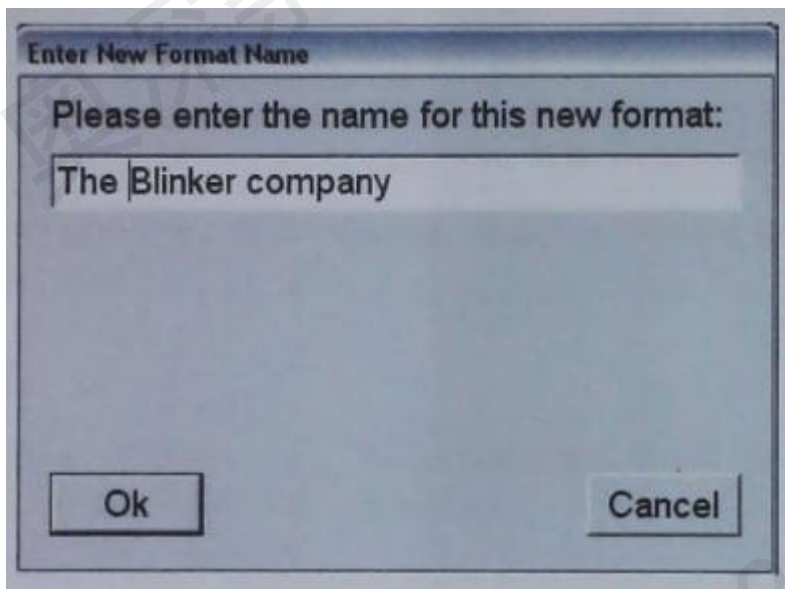 Enter New Format Name
Please enter the name for this new format:
The Blinker company
Ok
Cancel